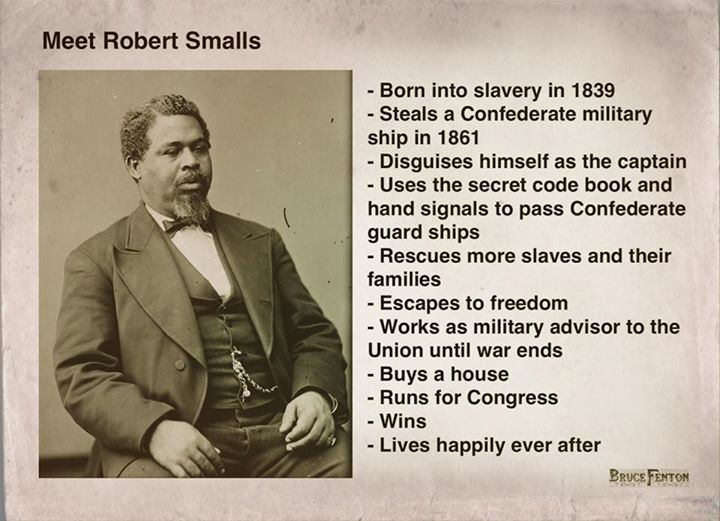 Meet Robert Smalls
- Born into slavery in 1839
- Steals a Confederate military
ship in 1861
- Disguises himself as the captain
- Uses the secret code book and
hand signals to pass Confederate
guard ships
- Rescues more slaves and their
families
- Escapes to freedom
- Works as military advisor to the
Union until war ends
- Buys a house
- Runs for Congress
- Wins
- Lives happily ever after
BRUCE FENTON